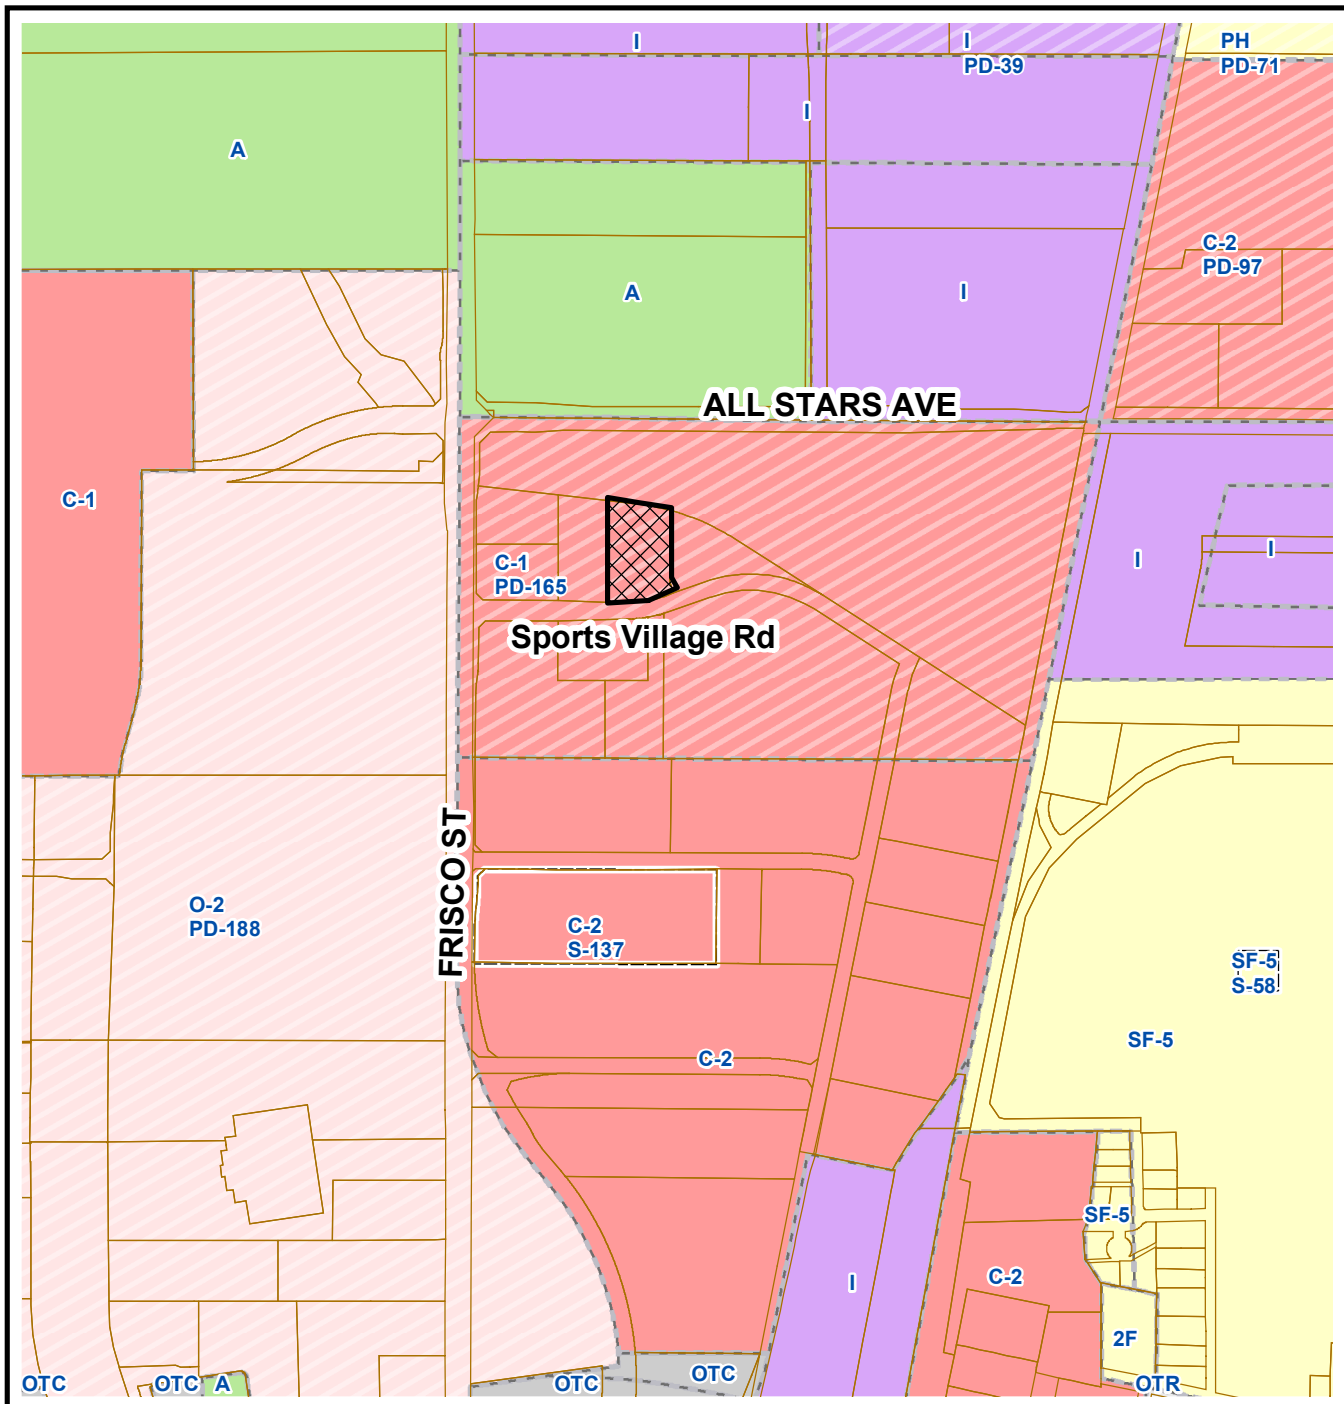 I
I
PD-39
PH
PD-71
I
A
C-2
PD-97
A
I
ALL STARS AVE
C-1
C-1
PD-165
I
I
Sports Village Rd
FRISCO ST
O-2
PD-188
C-2
S-137
SF-5
S-58
SF-5
C-2
SF-5
I
C-2
2F
OTC
OTC
A
OTC
OTC
OTR